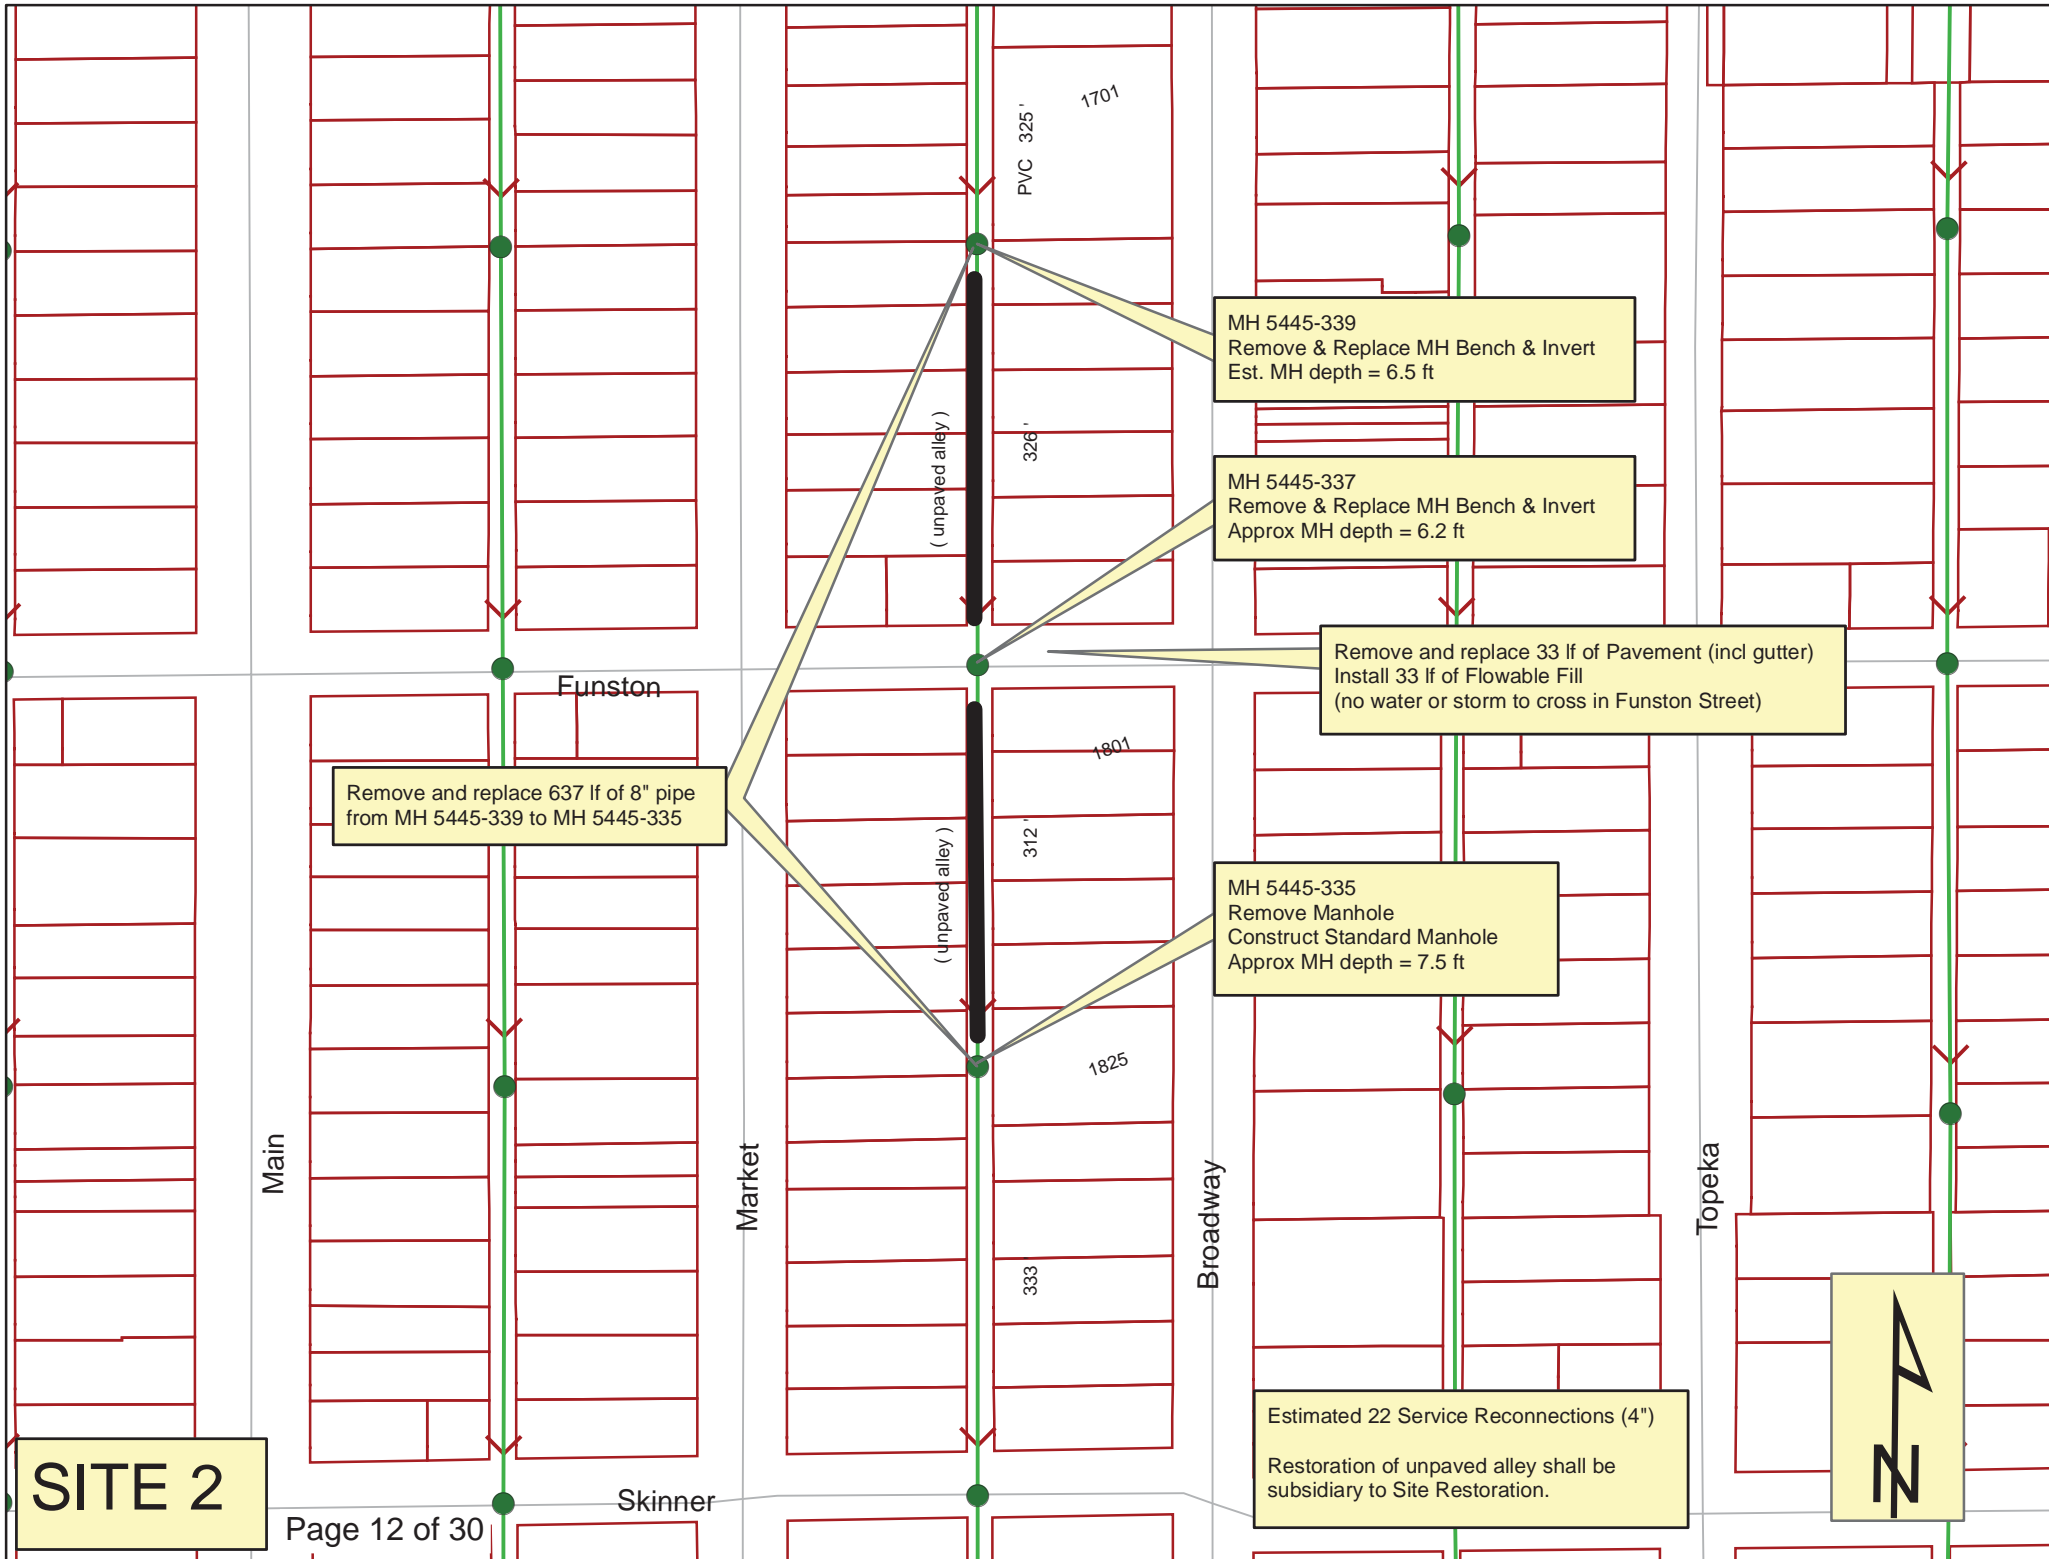 1701
PVC 325 '
MH 5445-339
Remove & Replace MH Bench & Invert
Est. MH depth = 6.5 ft
( unpaved alley )
326 '
MH 5445-337
Remove & Replace MH Bench & Invert
Approx MH depth = 6.2 ft
Remove and replace 33 lf of Pavement (incl gutter)
Install 33 lf of Flowable Fill
(no water or storm to cross in Funston Street)
Funston
1801
Remove and replace 637 lf of 8" pipe
from MH 5445-339 to MH 5445-335
( unpaved alley )
312 '
MH 5445-335
Remove Manhole
Construct Standard Manhole
Approx MH depth = 7.5 ft
1825
Main
Market
Broadway
Topeka
333 '
Estimated 22 Service Reconnections (4")
Restoration of unpaved alley shall be
subsidiary to Site Restoration.
N
SITE 2
Skinner
Page 12 of 30